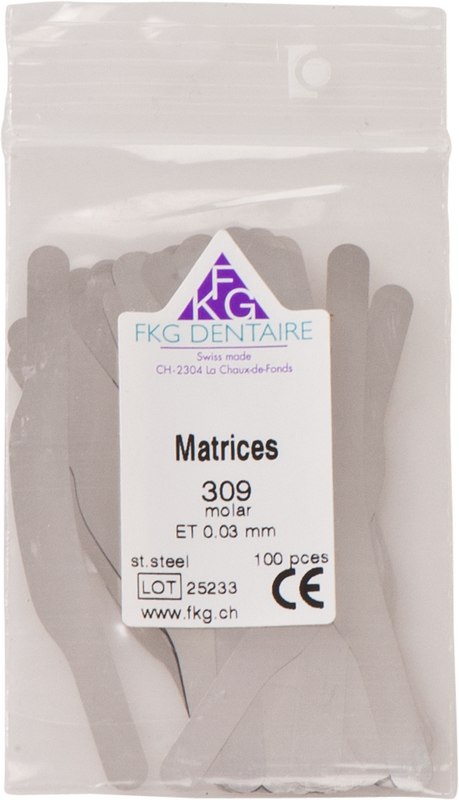 FKG
FKG DENTAIRE
Swiss made
CH-2304 La Chaux-de-Fonds
Matrices
309
molar
ET 0.03 mm
st.steel 100 pces
LOT 25233 CE
www.fkg.ch